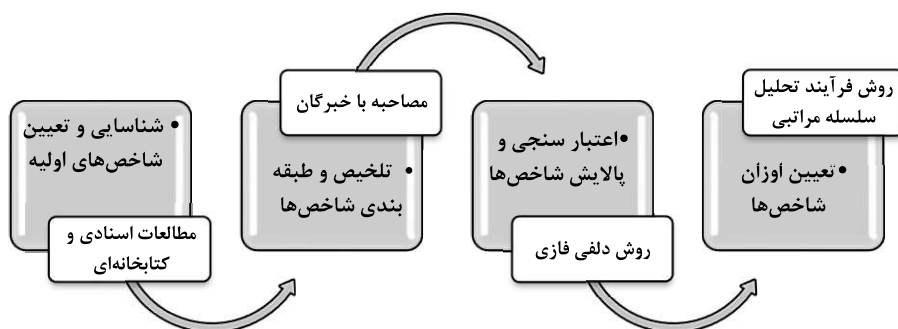 • شناسایی و تعیین
شاخص‌های اولیه
مطالعات اسنادی و
کتابخانه‌ای
مصاحبه با خبرگان
• تلخیص و طبقه
بندی شاخص‌ها
•اعتبار سنجی و
پالایش شاخص‌ها
روش دلفی فازی
روش فرآیند تحلیل
سلسله مراتبی
•تعیین اوزان
شاخص‌ها